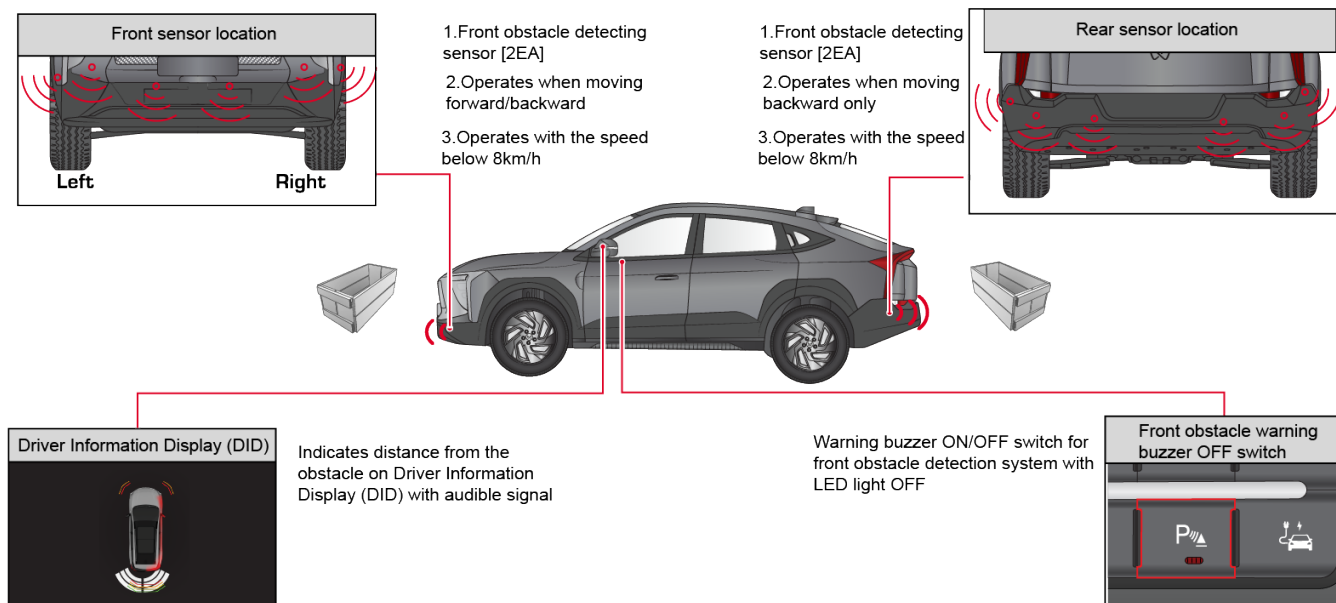 Front sensor location
Left
Right
1.Front obstacle detecting
sensor [2EA]
2.Operates when moving
forward/backward
3.Operates with the speed
below 8km/h
1.Front obstacle detecting
sensor [2EA]
2.Operates when moving
backward only
3.Operates with the speed
below 8km/h
Rear sensor location
Driver Information Display (DID)
Indicates distance from the
obstacle on Driver Information
Display (DID) with audible signal
Warning buzzer ON/OFF switch for
front obstacle detection system with
LED light OFF
Front obstacle warning
buzzer OFF switch
P